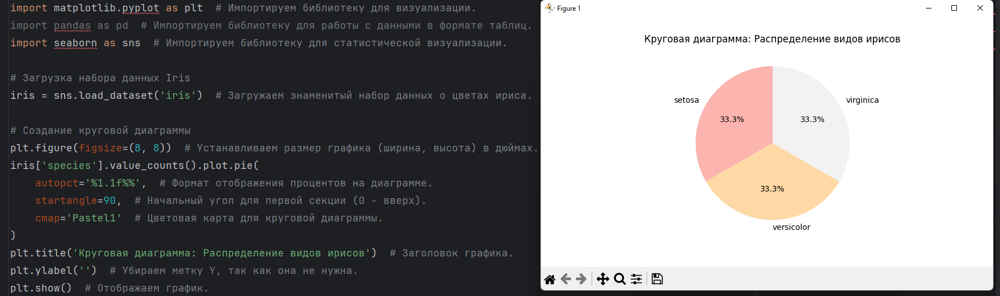 import matplotlib.pyplot as plt  # Импортируем библиотеку для визуализации.
import pandas as pd  # Импортируем библиотеку для работы с данными в формате таблиц.
import seaborn as sns  # Импортируем библиотеку для статистической визуализации.
# Загрузка набора данных Iris
iris = sns.load_dataset('iris')  # Загружаем знаменитый набор данных о цветах ириса.
# Создание круговой диаграммы
plt.figure(figsize=(8, 8))  # Устанавливаем размер графика (ширина, высота) в дюймах.
iris['species'].value_counts().plot.pie(
    autopct='%1.1f%%',  # Формат отображения процентов на диаграмме.
    startangle=90,  # Начальный угол для первой секции (0 - вверх).
    cmap='Pastel1'  # Цветовая карта для круговой диаграммы.
)
plt.title('Круговая диаграмма: Распределение видов ирисов')  # Заголовок графика.
plt.ylabel('')  # Убираем метку Y, так как она не нужна.
plt.show()  # Отображаем график.
Figure 1
Круговая диаграмма: Распределение видов ирисов
setosa
virginica
33.3%
33.3%
33.3%
versicolor